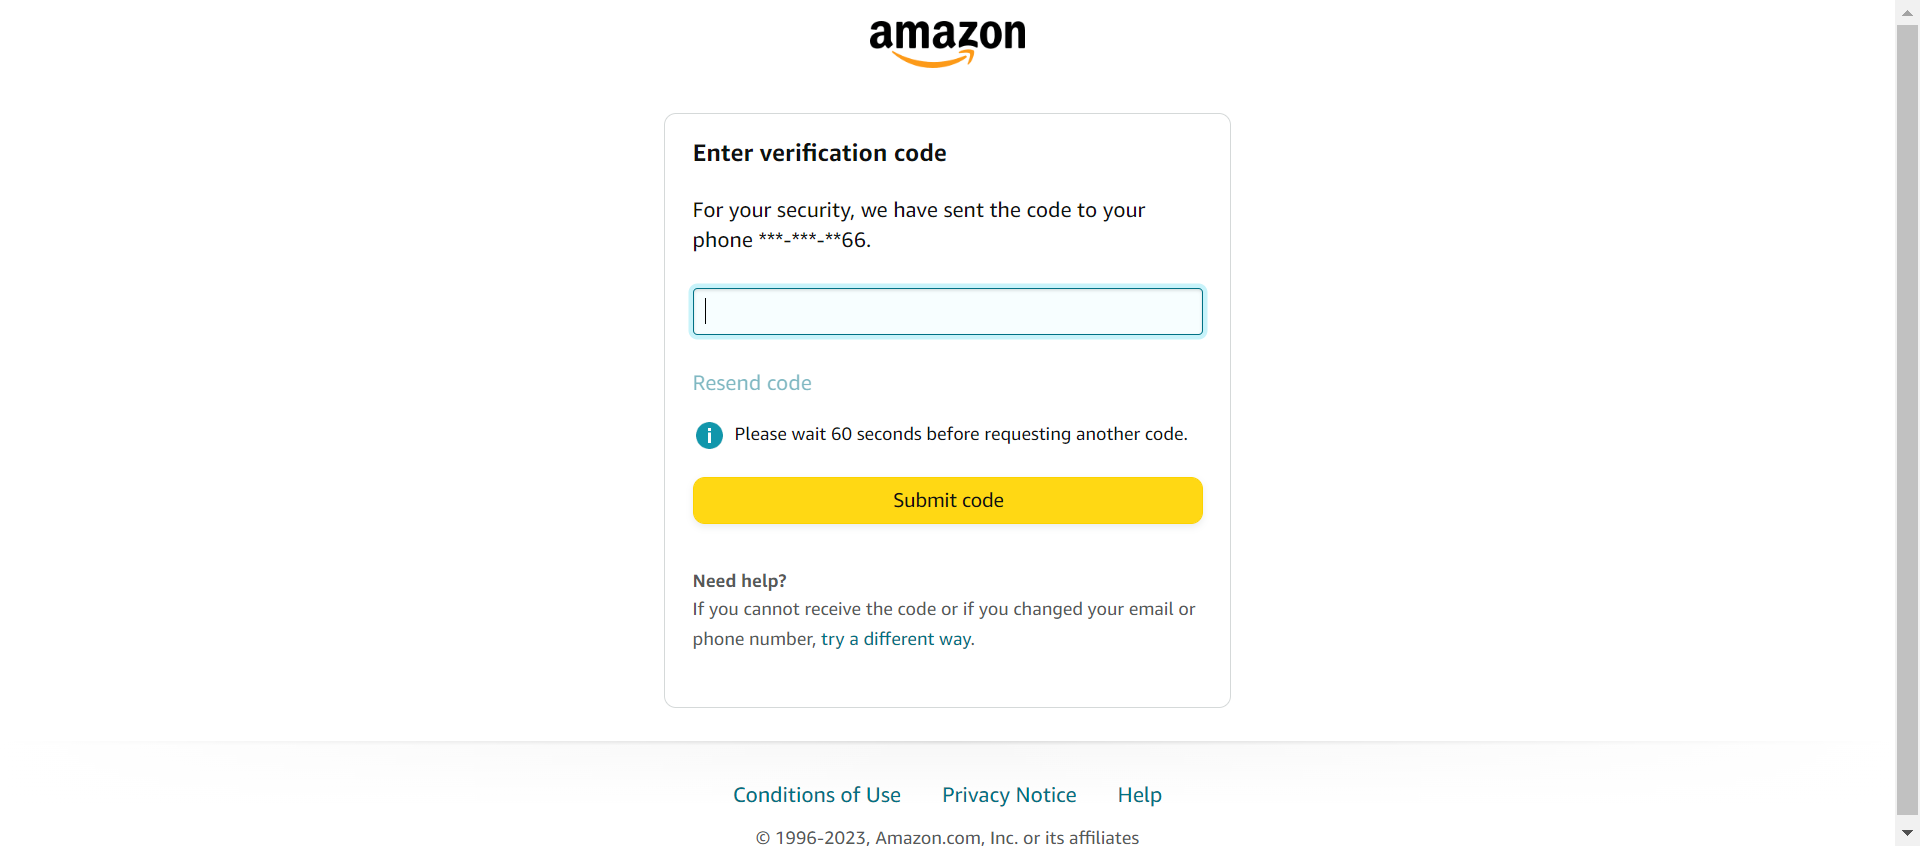 amazon
Enter verification code
For your security, we have sent the code to your
phone ***-***-**66.
Resend code
i Please wait 60 seconds before requesting another code.
Submit code
Need help?
If you cannot receive the code or if you changed your email or
phone number, try a different way.
Conditions of Use Privacy Notice Help
© 1996-2023, Amazon.com, Inc. or its affiliates